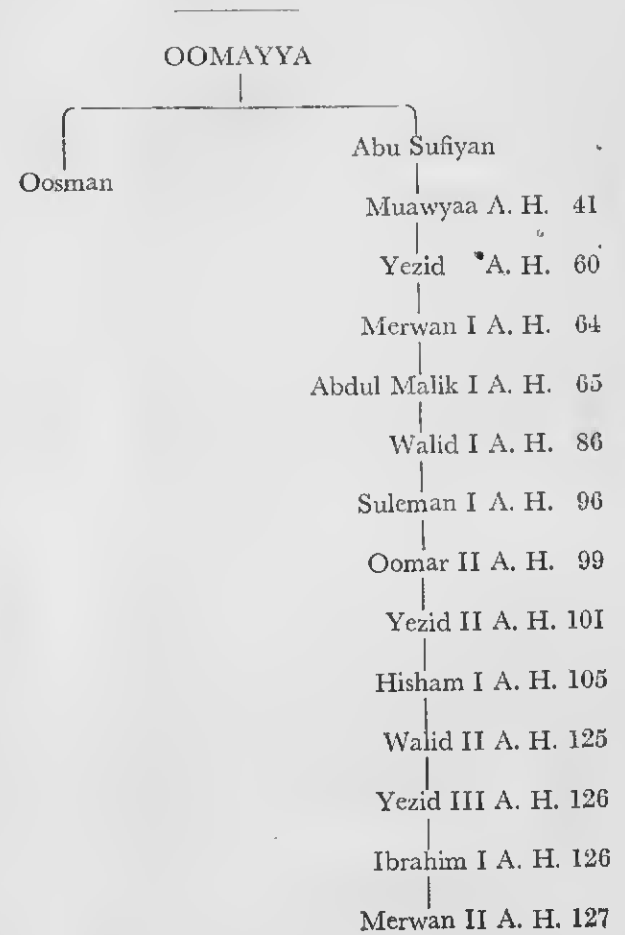 OOMAYYA
Abu Sufiyan
Oosman
Muawyaa A. H. 41
Yezid A. H. 60
Merwan I A. H. 64
Abdul Malik I A. H. 65
Walid I A. H. 86
Suleman I A. H. 96
Oomar II A. H. 99
Yezid II A. H. 101
Hisham I A. H. 105
Walid II A. H. 125
Yezid III A. H. 126
Ibrahim I A. H. 126
Merwan II A. H. 127